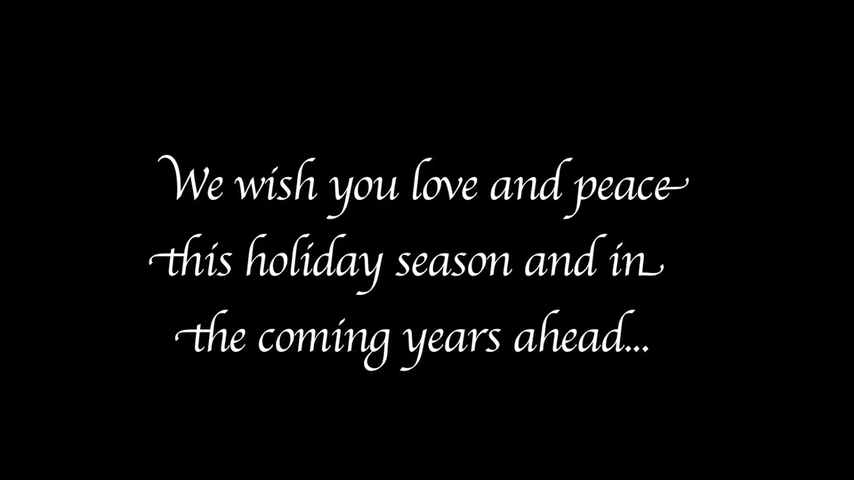 We wish you love and peace
this holiday season and in
the coming years ahead...